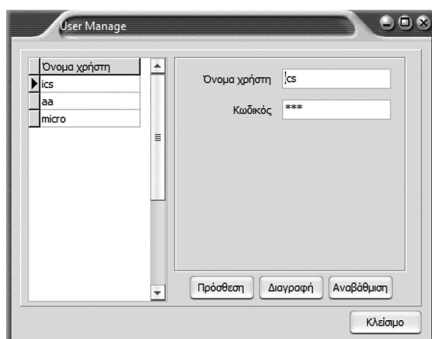 User Manage
Όνομα χρήστη
ics
aa
micro
Όνομα χρήστη ics
Κωδικός ***
Πρόσθεση Διαγραφή Αναβάθμιση
Κλείσιμο